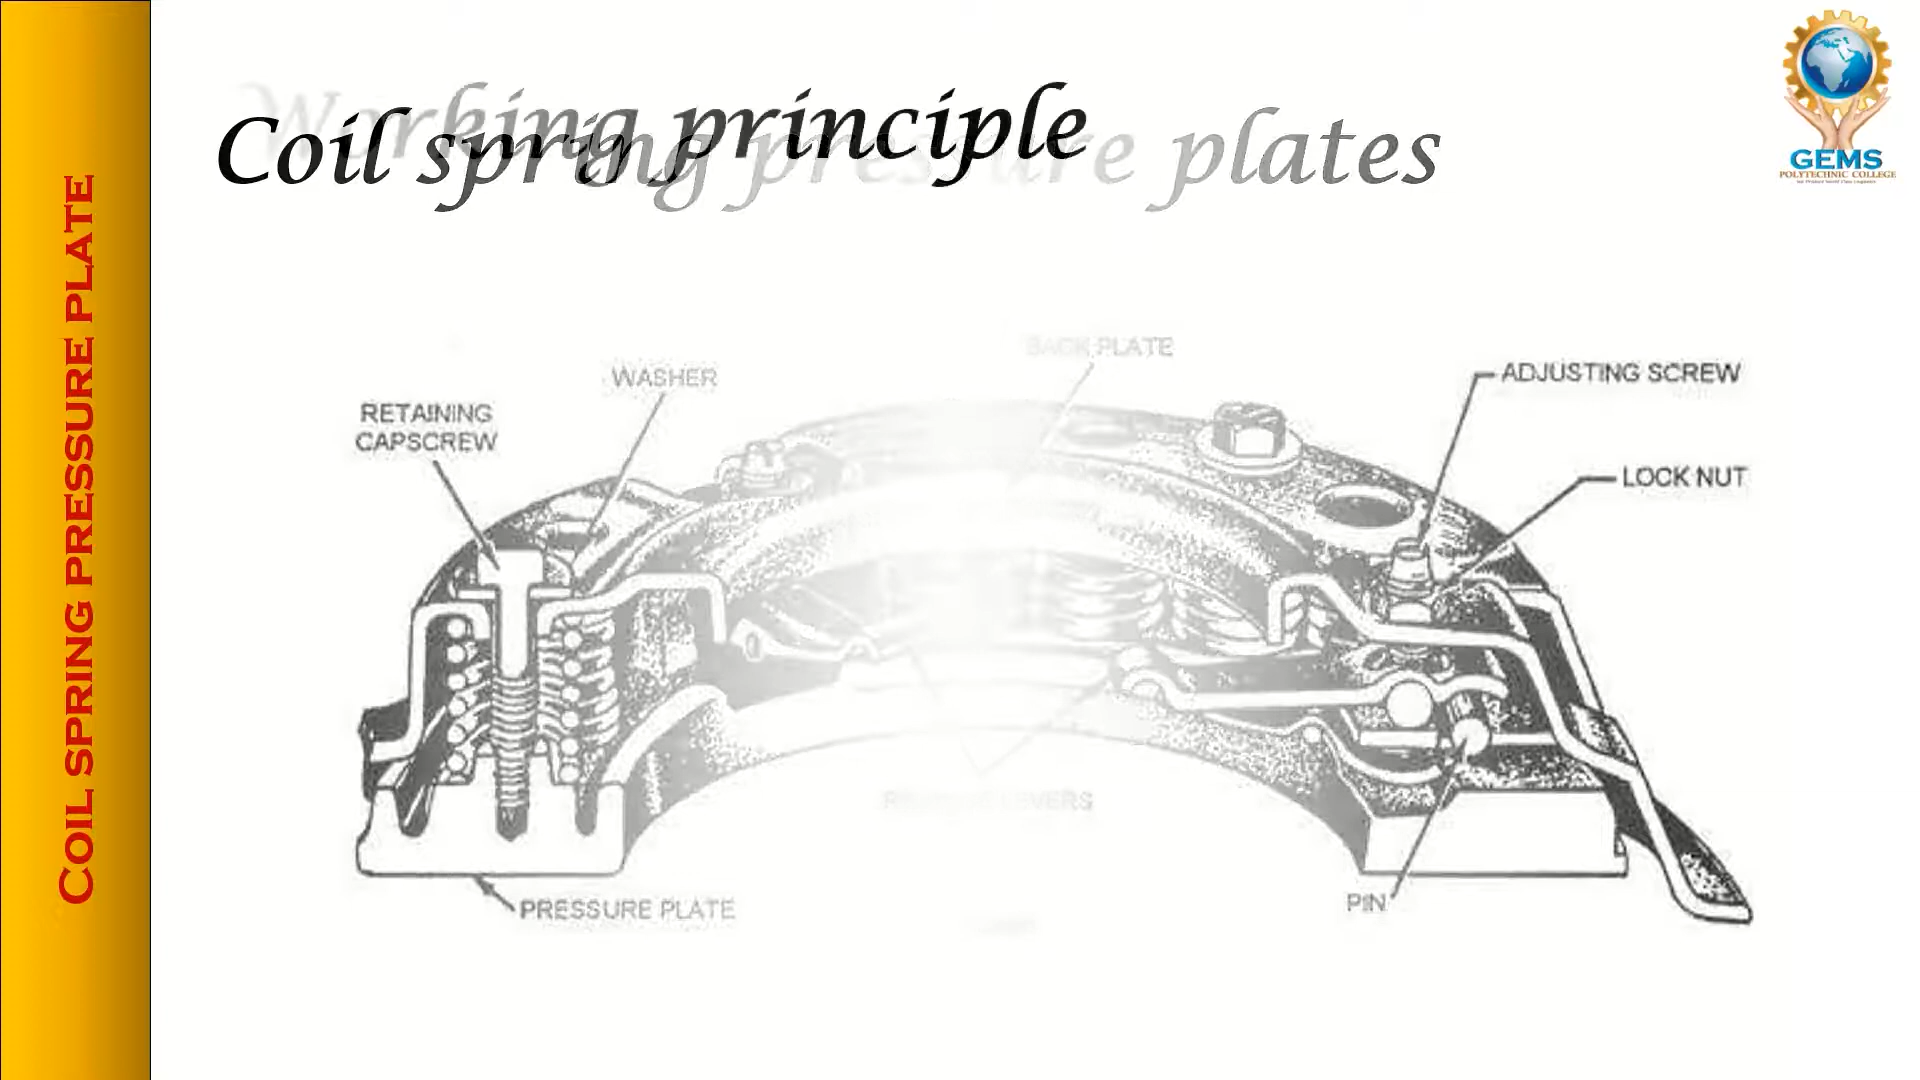 Working principle
Coil spring pressure plates
COIL SPRING PRESSURE PLATE
GEMS
POLYTECHNIC COLLEGE
BACK PLATE
WASHER
ADJUSTING SCREW
RETAINING
CAPSCREW
LOCK NUT
LEVERS
PIN
PRESSURE PLATE